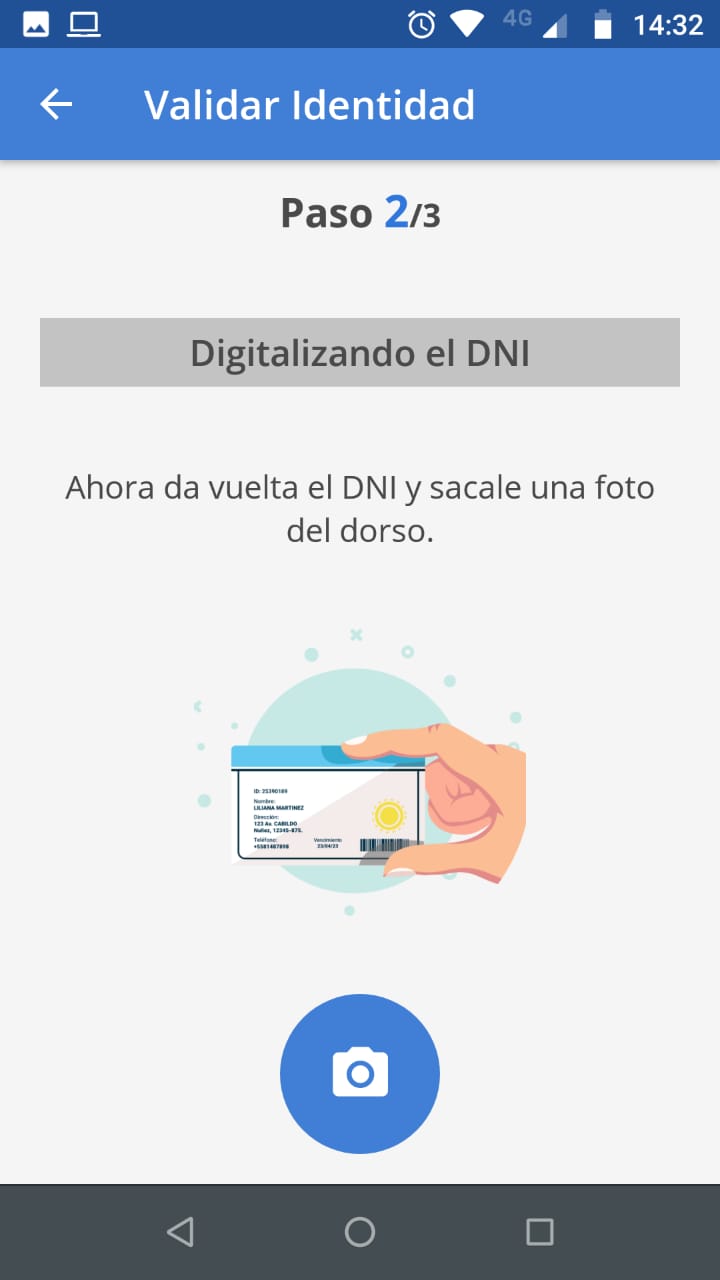 4G 14:32
Validar Identidad
Paso 2/3
Digitalizando el DNI
Ahora da vuelta el DNI y sacale una foto
del dorso.
ID: 25390189
Nombre:
LILIANA MARTINEZ
Dirección:
123 Av. CABILDO
Nuñez, 12345-875.
Teléfono:
+5581487898
Vencimiento
23/04/23